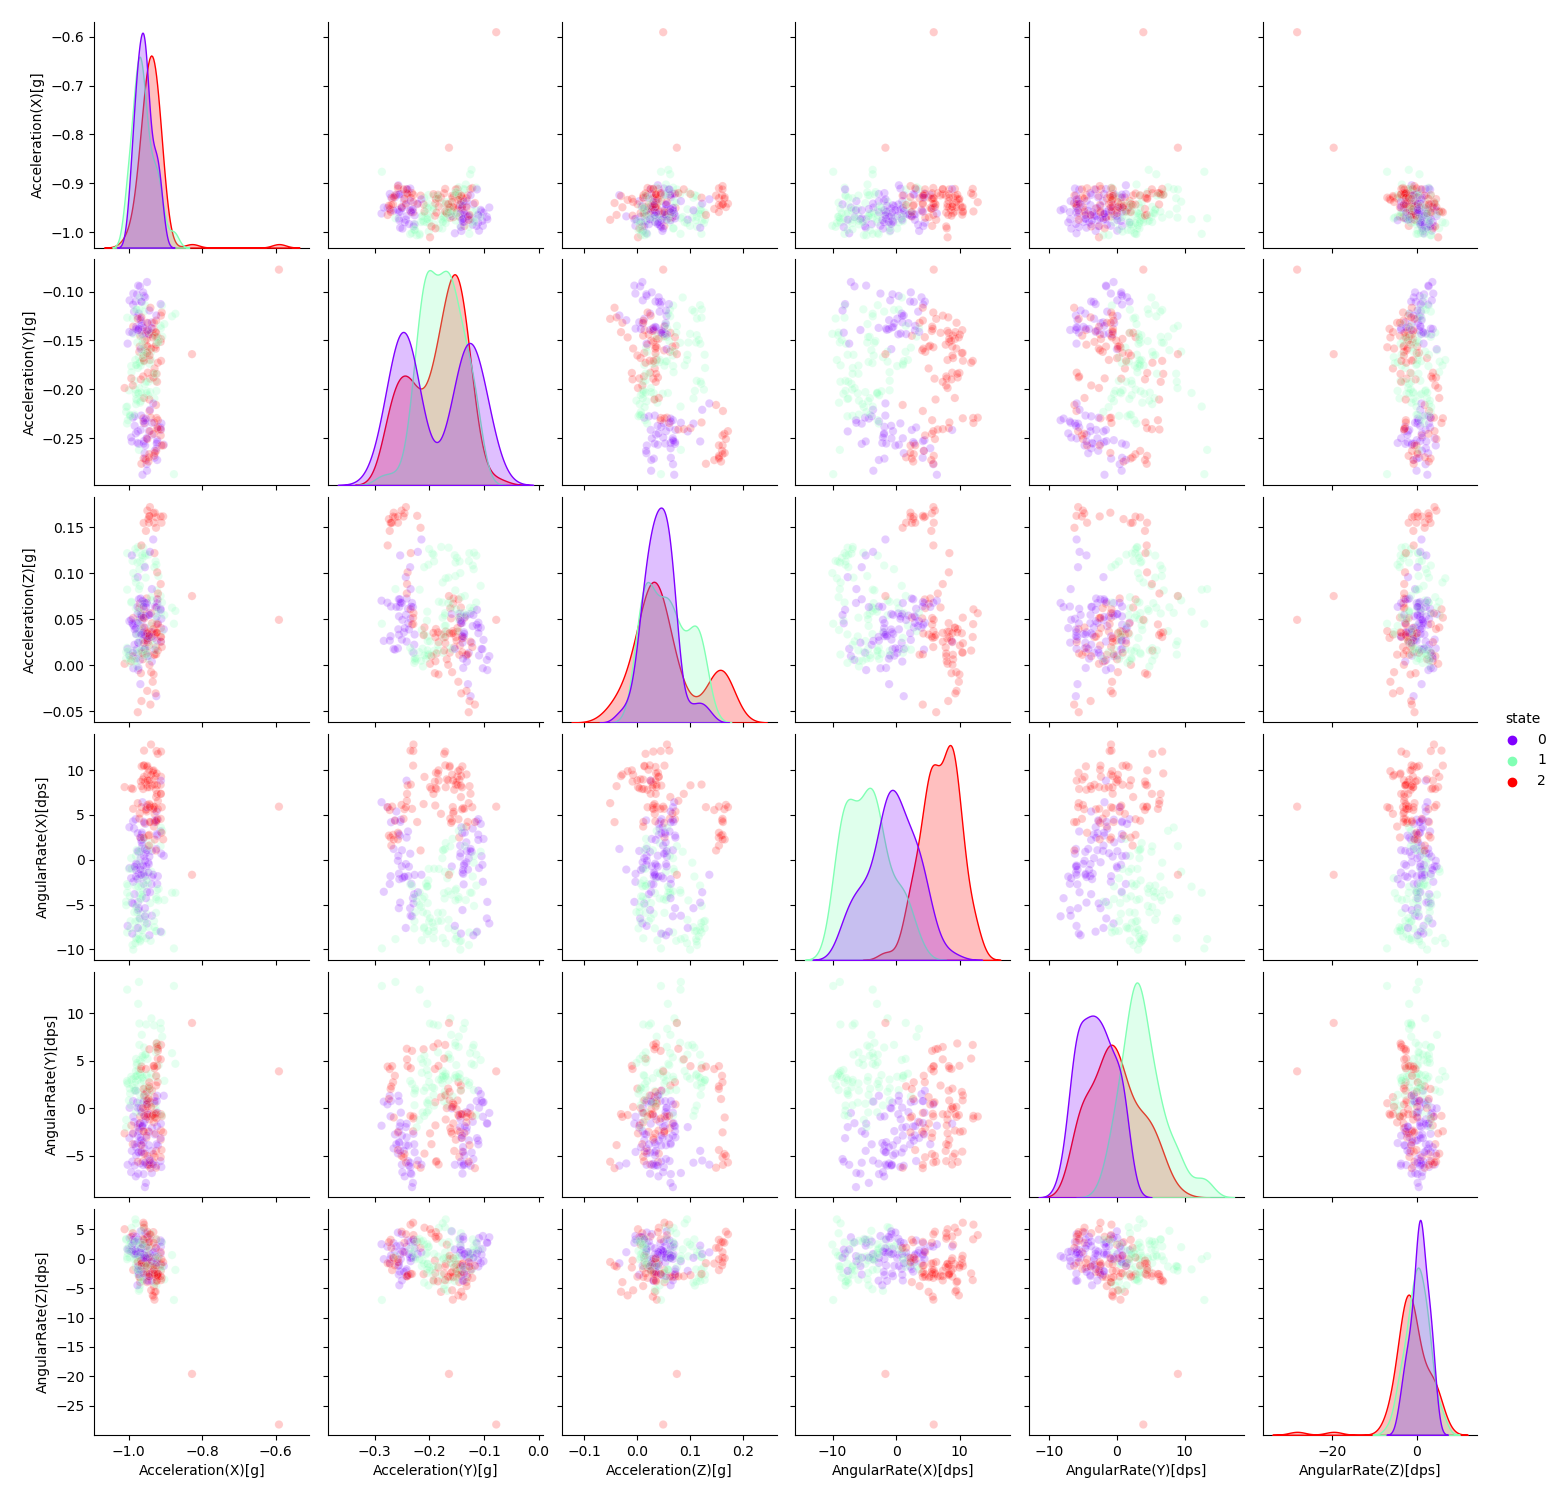 −0.6
−0.7
−0.8
−0.9
−1.0
Acceleration(X)[g]
−0.10
−0.15
−0.20
−0.25
Acceleration(Y)[g]
0.15
0.10
0.05
0.00
−0.05
Acceleration(Z)[g]
10
5
0
−5
−10
AngularRate(X)[dps]
10
5
0
−5
AngularRate(Y)[dps]
5
0
−5
−10
−15
−20
−25
AngularRate(Z)[dps]
−1.0 −0.8 −0.6
Acceleration(X)[g]
−0.3 −0.2 −0.1 0.0
Acceleration(Y)[g]
−0.1 0.0 0.1 0.2
Acceleration(Z)[g]
−10 0 10
AngularRate(X)[dps]
−10 0 10
AngularRate(Y)[dps]
−20 0
AngularRate(Z)[dps]
state
0
1
2